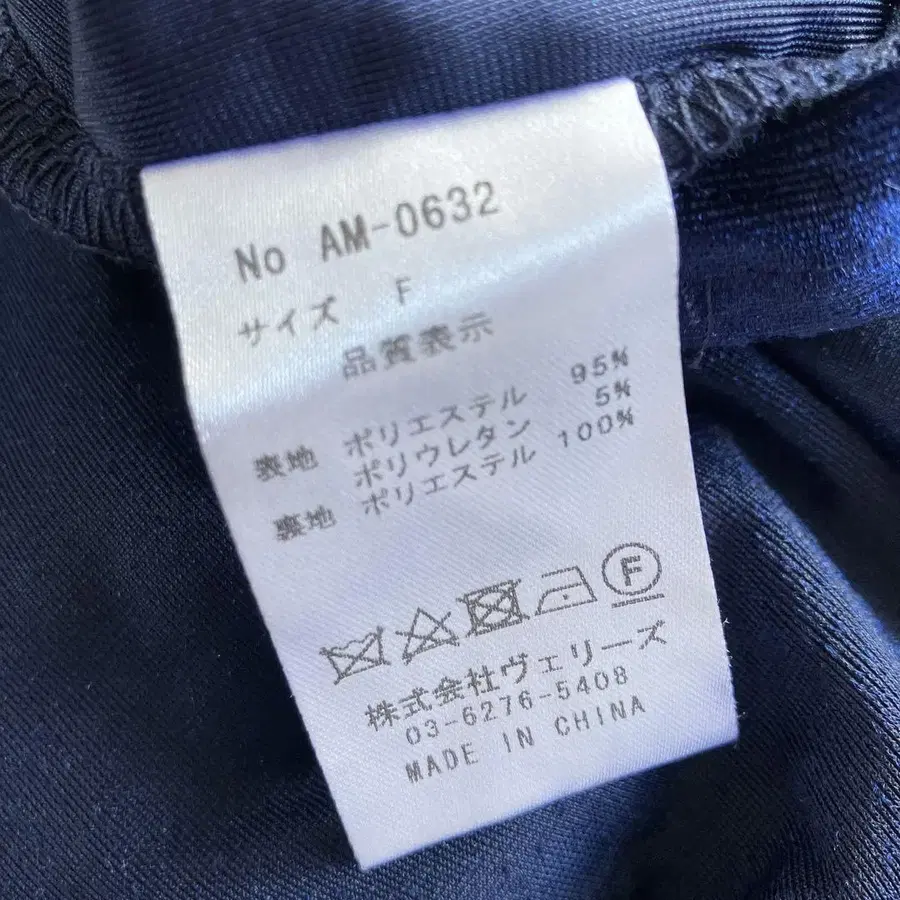 No AM-0632
サイズ F
品質表示
表地 ポリエステル 95%
ポリウレタン 5%
裏地 ポリエステル 100%
F
株式会社ヴェリーズ
03-6276-5408
MADE IN CHINA